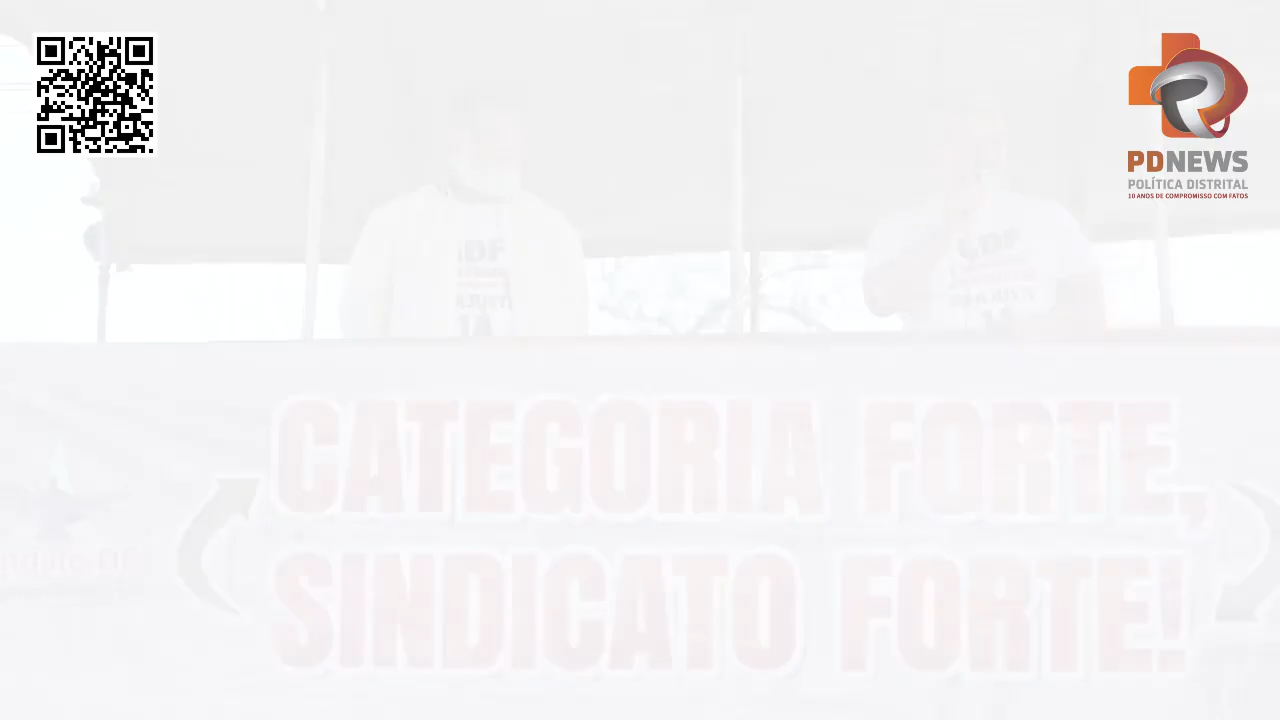 PDNEWS
POLÍTICA DISTRITAL
10 ANOS DE COMPROMISSO COM FATOS
CATEGORIA FORTE,
SINDICATO FORTE!